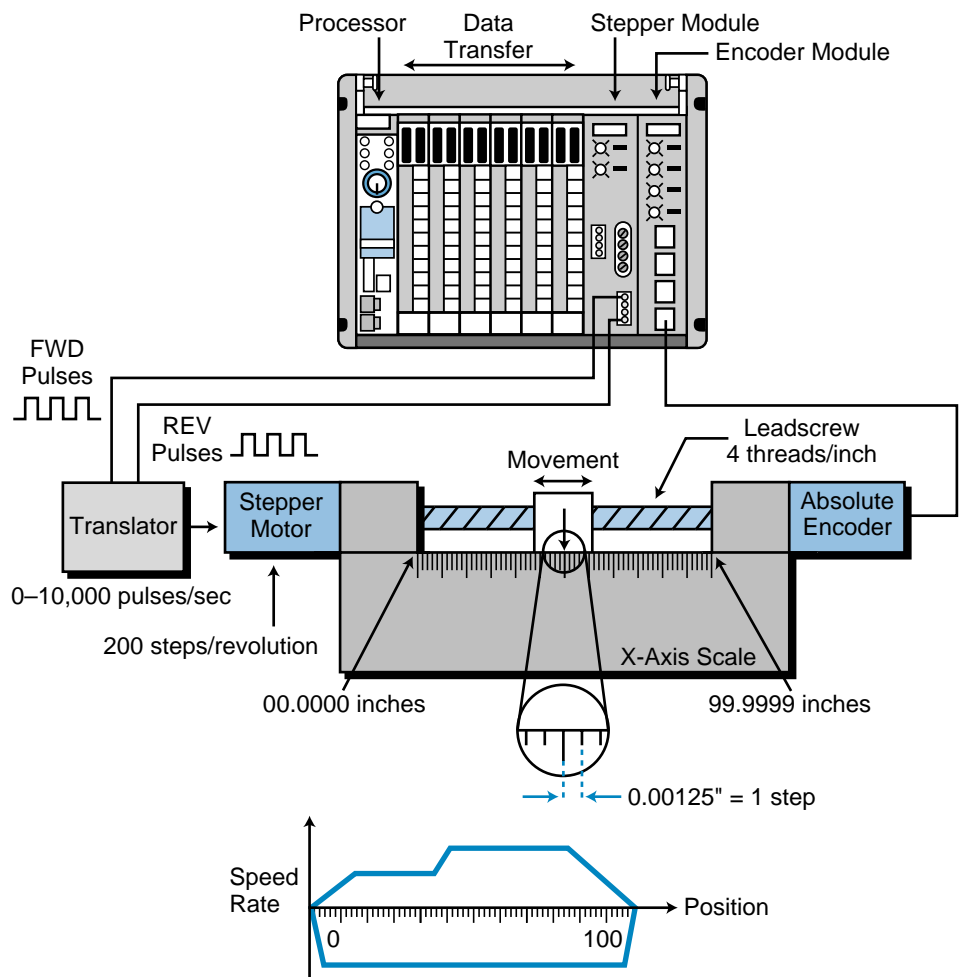 Processor
Data
Transfer
Stepper Module
Encoder Module
FWD
Pulses
REV
Pulses
Movement
Leadscrew
4 threads/inch
Translator
Stepper
Motor
Absolute
Encoder
0–10,000 pulses/sec
200 steps/revolution
X-Axis Scale
00.0000 inches
99.9999 inches
0.00125" = 1 step
Speed
Rate
Position
0
100